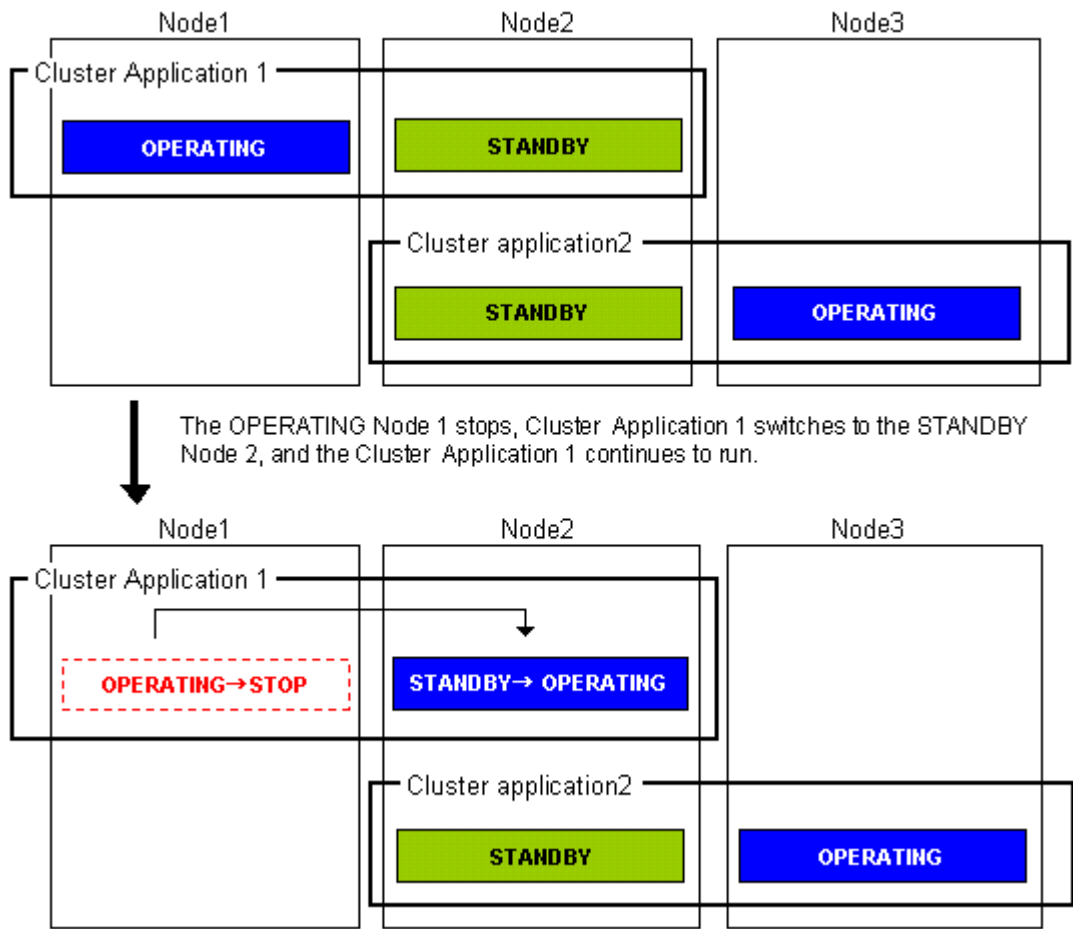 Node1 Node2 Node3
Cluster Application 1
OPERATING STANDBY
Cluster application2
STANDBY OPERATING
The OPERATING Node 1 stops, Cluster Application 1 switches to the STANDBY
Node 2, and the Cluster Application 1 continues to run.
Node1 Node2 Node3
Cluster Application 1
OPERATING→STOP STANDBY→ OPERATING
Cluster application2
STANDBY OPERATING